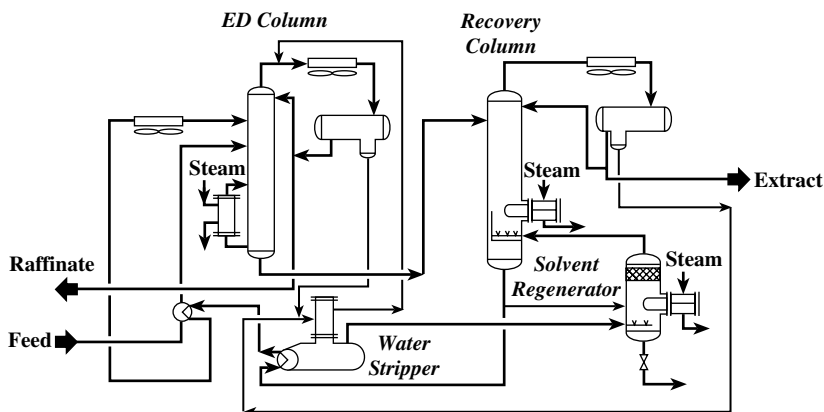 ED Column
Recovery
Column
Steam
Steam
Extract
Raffinate
Solvent
Regenerator
Steam
Feed
Water
Stripper